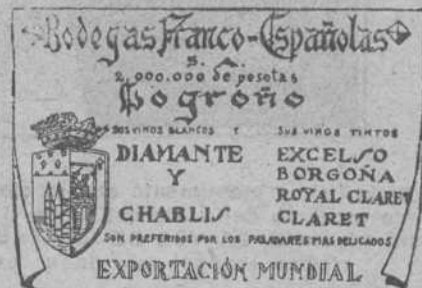 Bodegas Franco-Españolas
S. A.
2.000.000 de pesetas
Logroño
SUS VINOS BLANCOS Y SUS VINOS TINTOS
DIAMANTE EXCELSO
Y BORGOÑA
ROYAL CLARET
CHABLIS CLARET
SON PREFERIDOS POR LOS PALADARES MAS DELICADOS
EXPORTACIÓN MUNDIAL